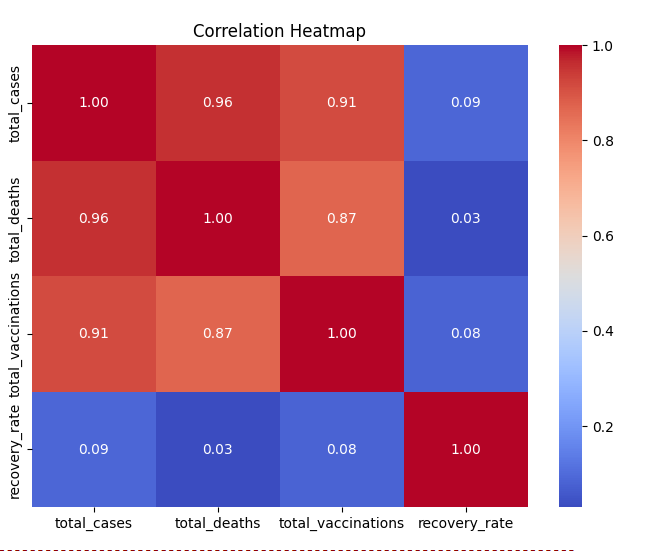 Correlation Heatmap
total_cases
1.00 0.96 0.91 0.09
total_deaths
0.96 1.00 0.87 0.03
total_vaccinations
0.91 0.87 1.00 0.08
recovery_rate
0.09 0.03 0.08 1.00
total_cases total_deaths total_vaccinations recovery_rate
1.0
0.8
0.6
0.4
0.2